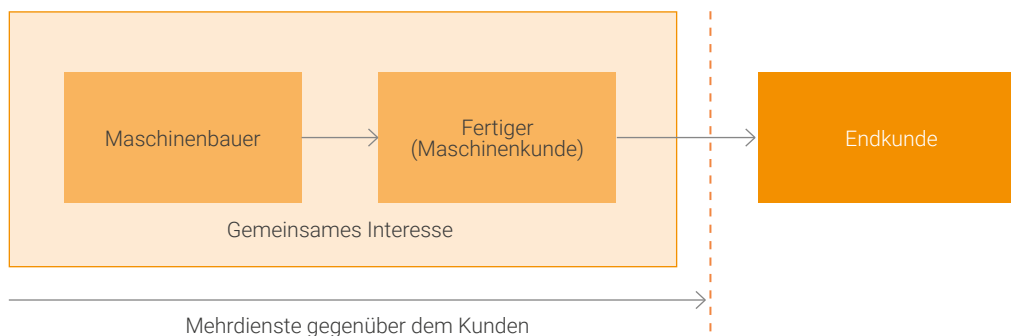 Maschinenbauer
Fertiger
(Maschinenkunde)
Endkunde
Gemeinsames Interesse
Mehrdienste gegenüber dem Kunden